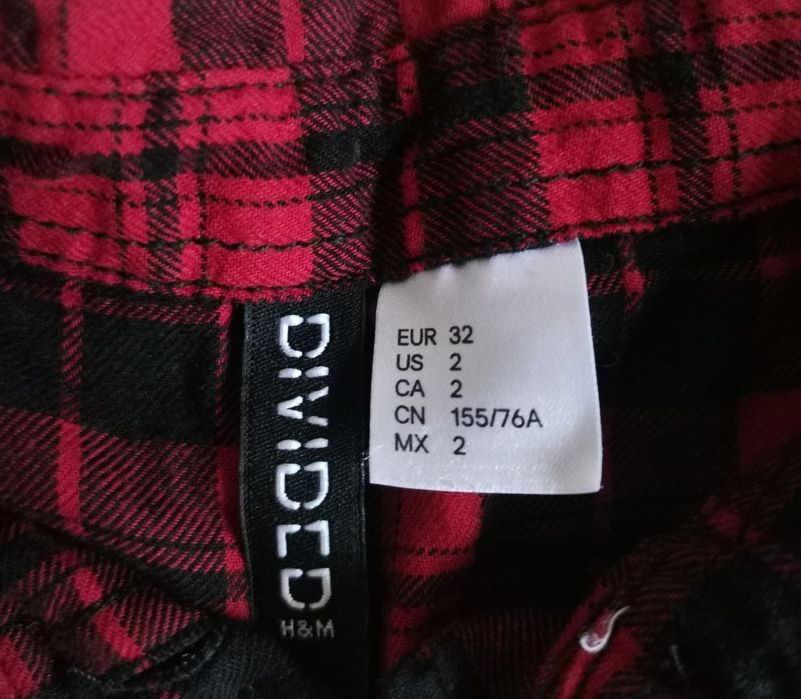 DIVIDED
H&M
EUR 32
US 2
CA 2
CN 155/76A
MX 2